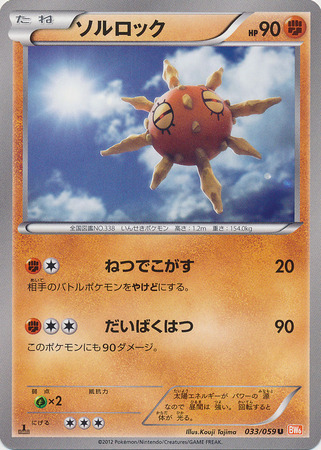 たね
ソルロック
HP 90
全国図鑑NO.338 いんせきポケモン 高さ：1.2m 重さ：154.0kg
ねつでこがす 20
相手のバトルポケモンをやけどにする。
だいばくはつ 90
このポケモンにも90ダメージ。
弱点 抵抗力
×2
にげる
太陽エネルギーが パワーの 源
なので 昼間は 強い。回転すると
体が 光る。
©2012 Pokémon/Nintendo/Creatures/GAME FREAK.
Illus. Kouji Tajima
033/059 U BW6